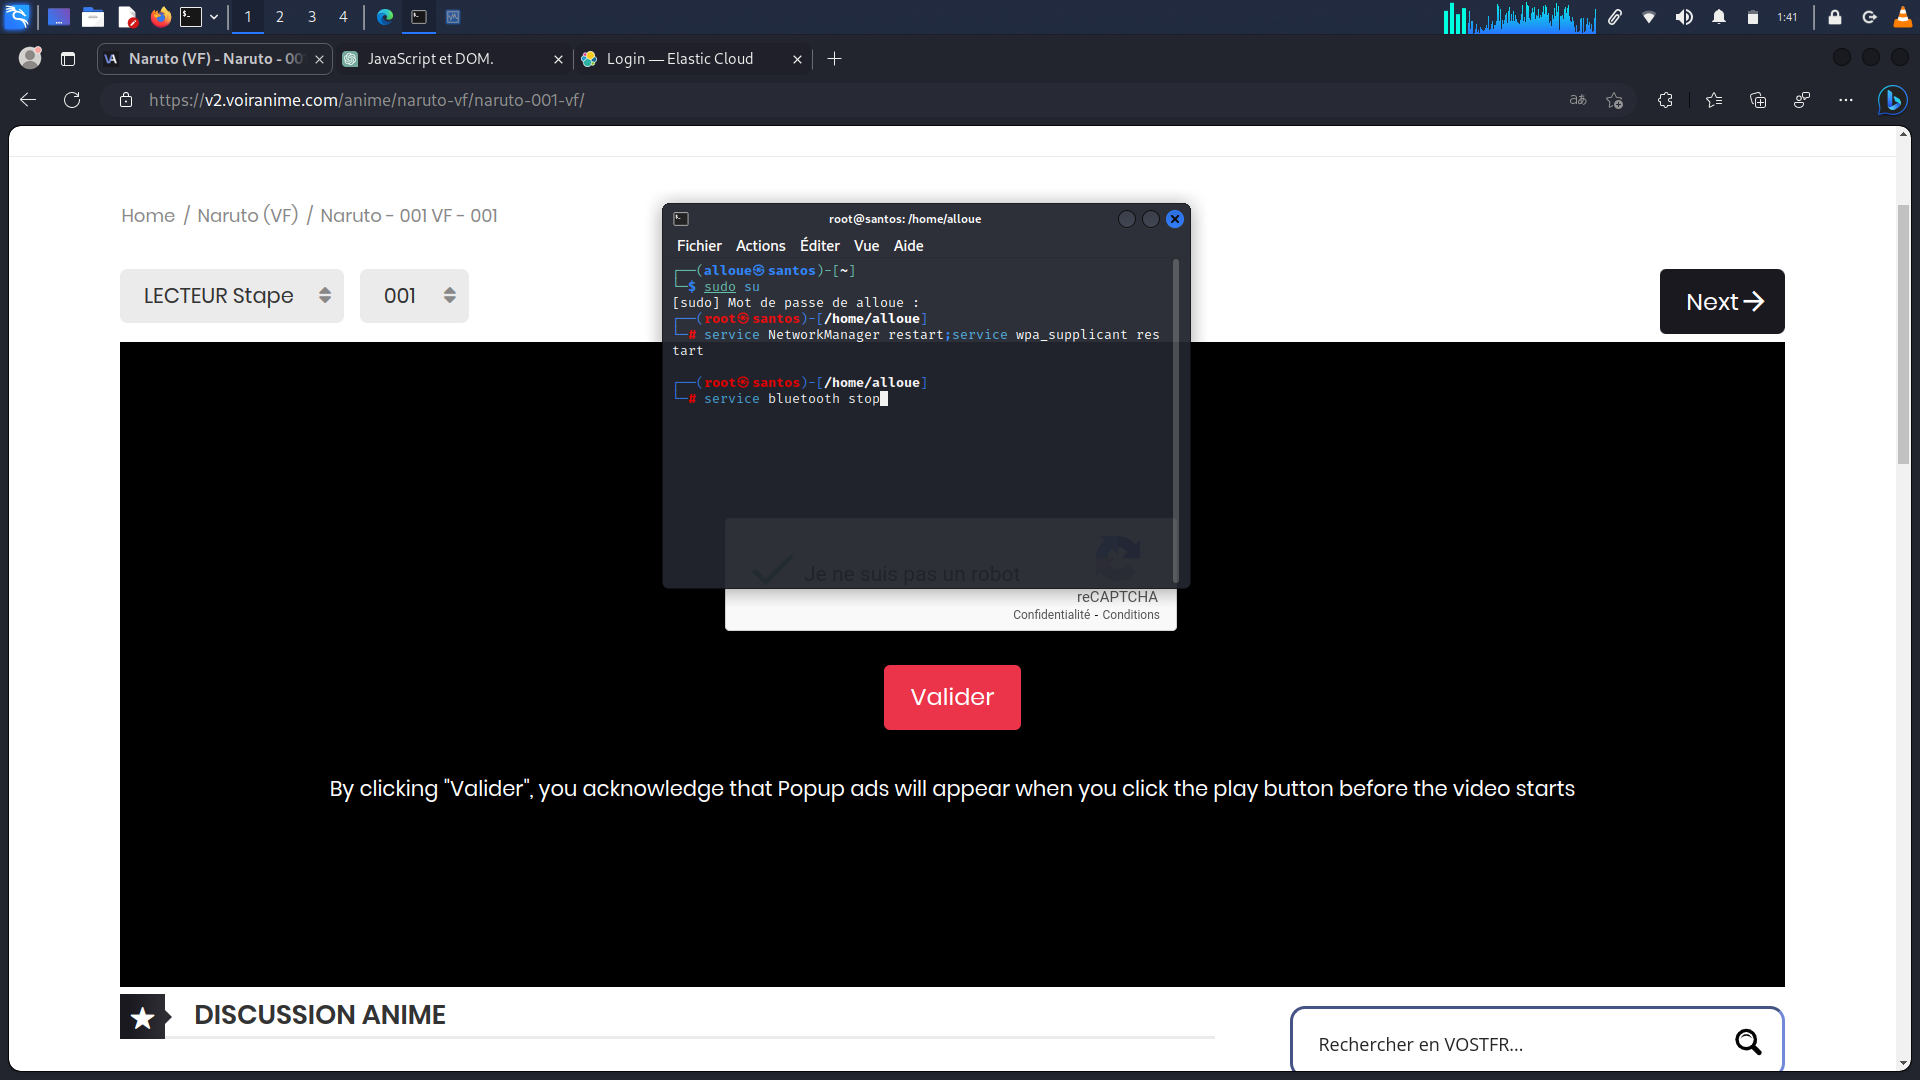 1 2 3 4
1:41
Naruto (VF) - Naruto - 00
JavaScript et DOM.
Login — Elastic Cloud
https://v2.voiranime.com/anime/naruto-vf/naruto-001-vf/
Home / Naruto (VF) / Naruto - 001 VF - 001
LECTEUR Stape
001
Next
root@santos: /home/alloue
Fichier Actions Éditer Vue Aide
┌──(alloue㉿santos)-[~]
└─$ sudo su
[sudo] Mot de passe de alloue :
┌──(root㉿santos)-[/home/alloue]
└─# service NetworkManager restart;service wpa_supplicant res
tart
┌──(root㉿santos)-[/home/alloue]
└─# service bluetooth stop
Je ne suis pas un robot
reCAPTCHA
Confidentialité - Conditions
Valider
By clicking "Valider", you acknowledge that Popup ads will appear when you click the play button before the video starts
DISCUSSION ANIME
Rechercher en VOSTFR...